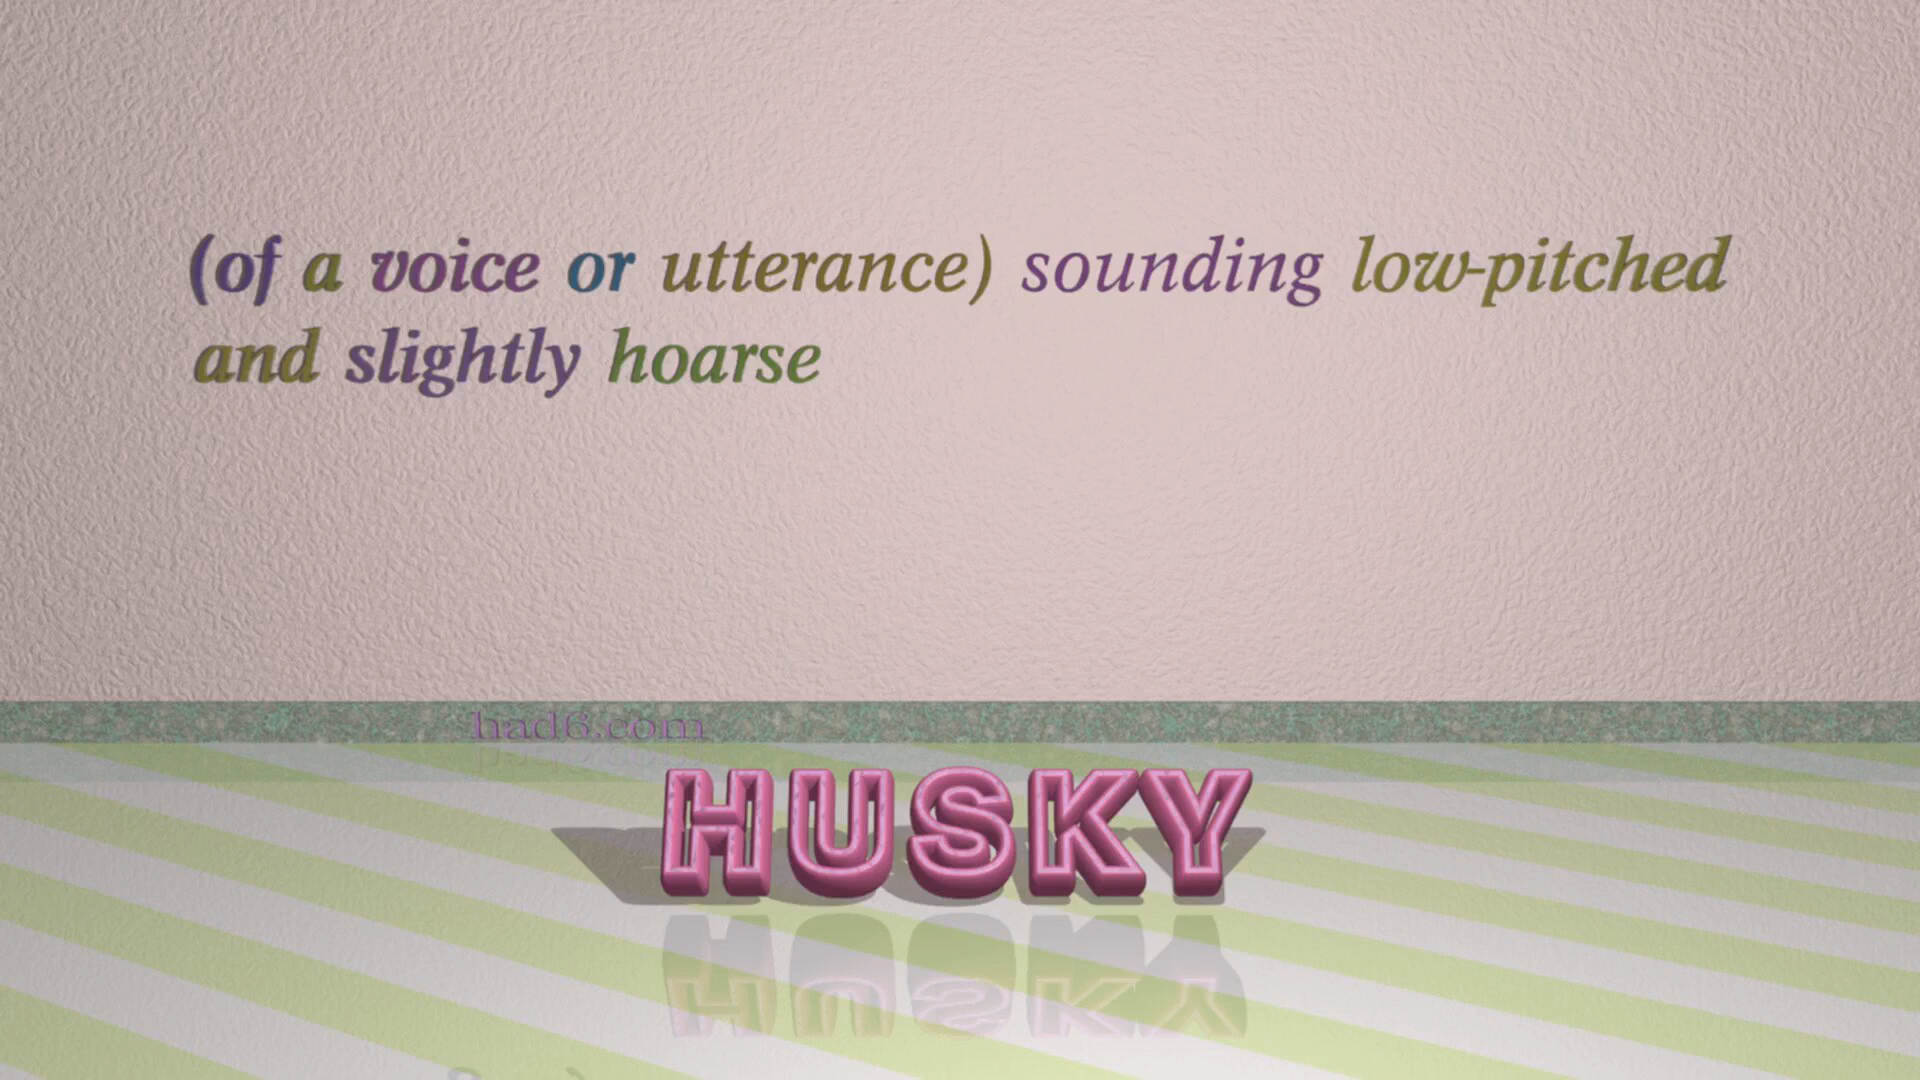 (of a voice or utterance) sounding low-pitched
and slightly hoarse
had6.com
HUSKY